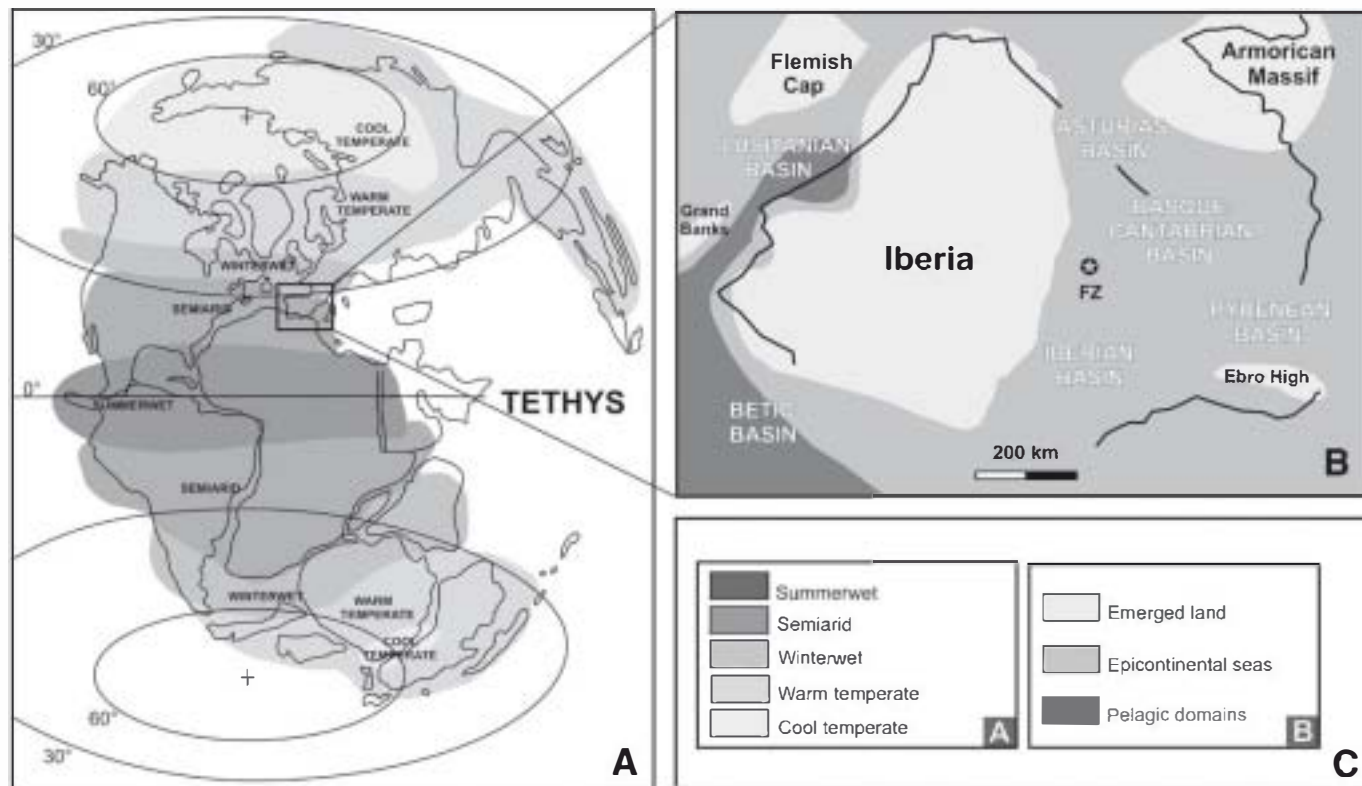 30°
60°
COOL
TEMPERATE
WARM
TEMPERATE
WINTERWET
SEMIARID
0°
SUMMERWET
TETHYS
SEMIARID
WINTERWET
WARM
TEMPERATE
COOL
TEMPERATE
60°
30°
A
Flemish
Cap
Armorican
Massif
LUSITANIAN
BASIN
ASTURIAS
BASIN
Grand
Banks
BASQUE
CANTABRIAN
BASIN
Iberia
FZ
PYRENEAN
BASIN
IBERIAN
BASIN
Ebro High
BETIC
BASIN
200 km
B
Summerwet
Semiarid
Winterwet
Warm temperate
Cool temperate
A
Emerged land
Epicontinental seas
Pelagic domains
B
C